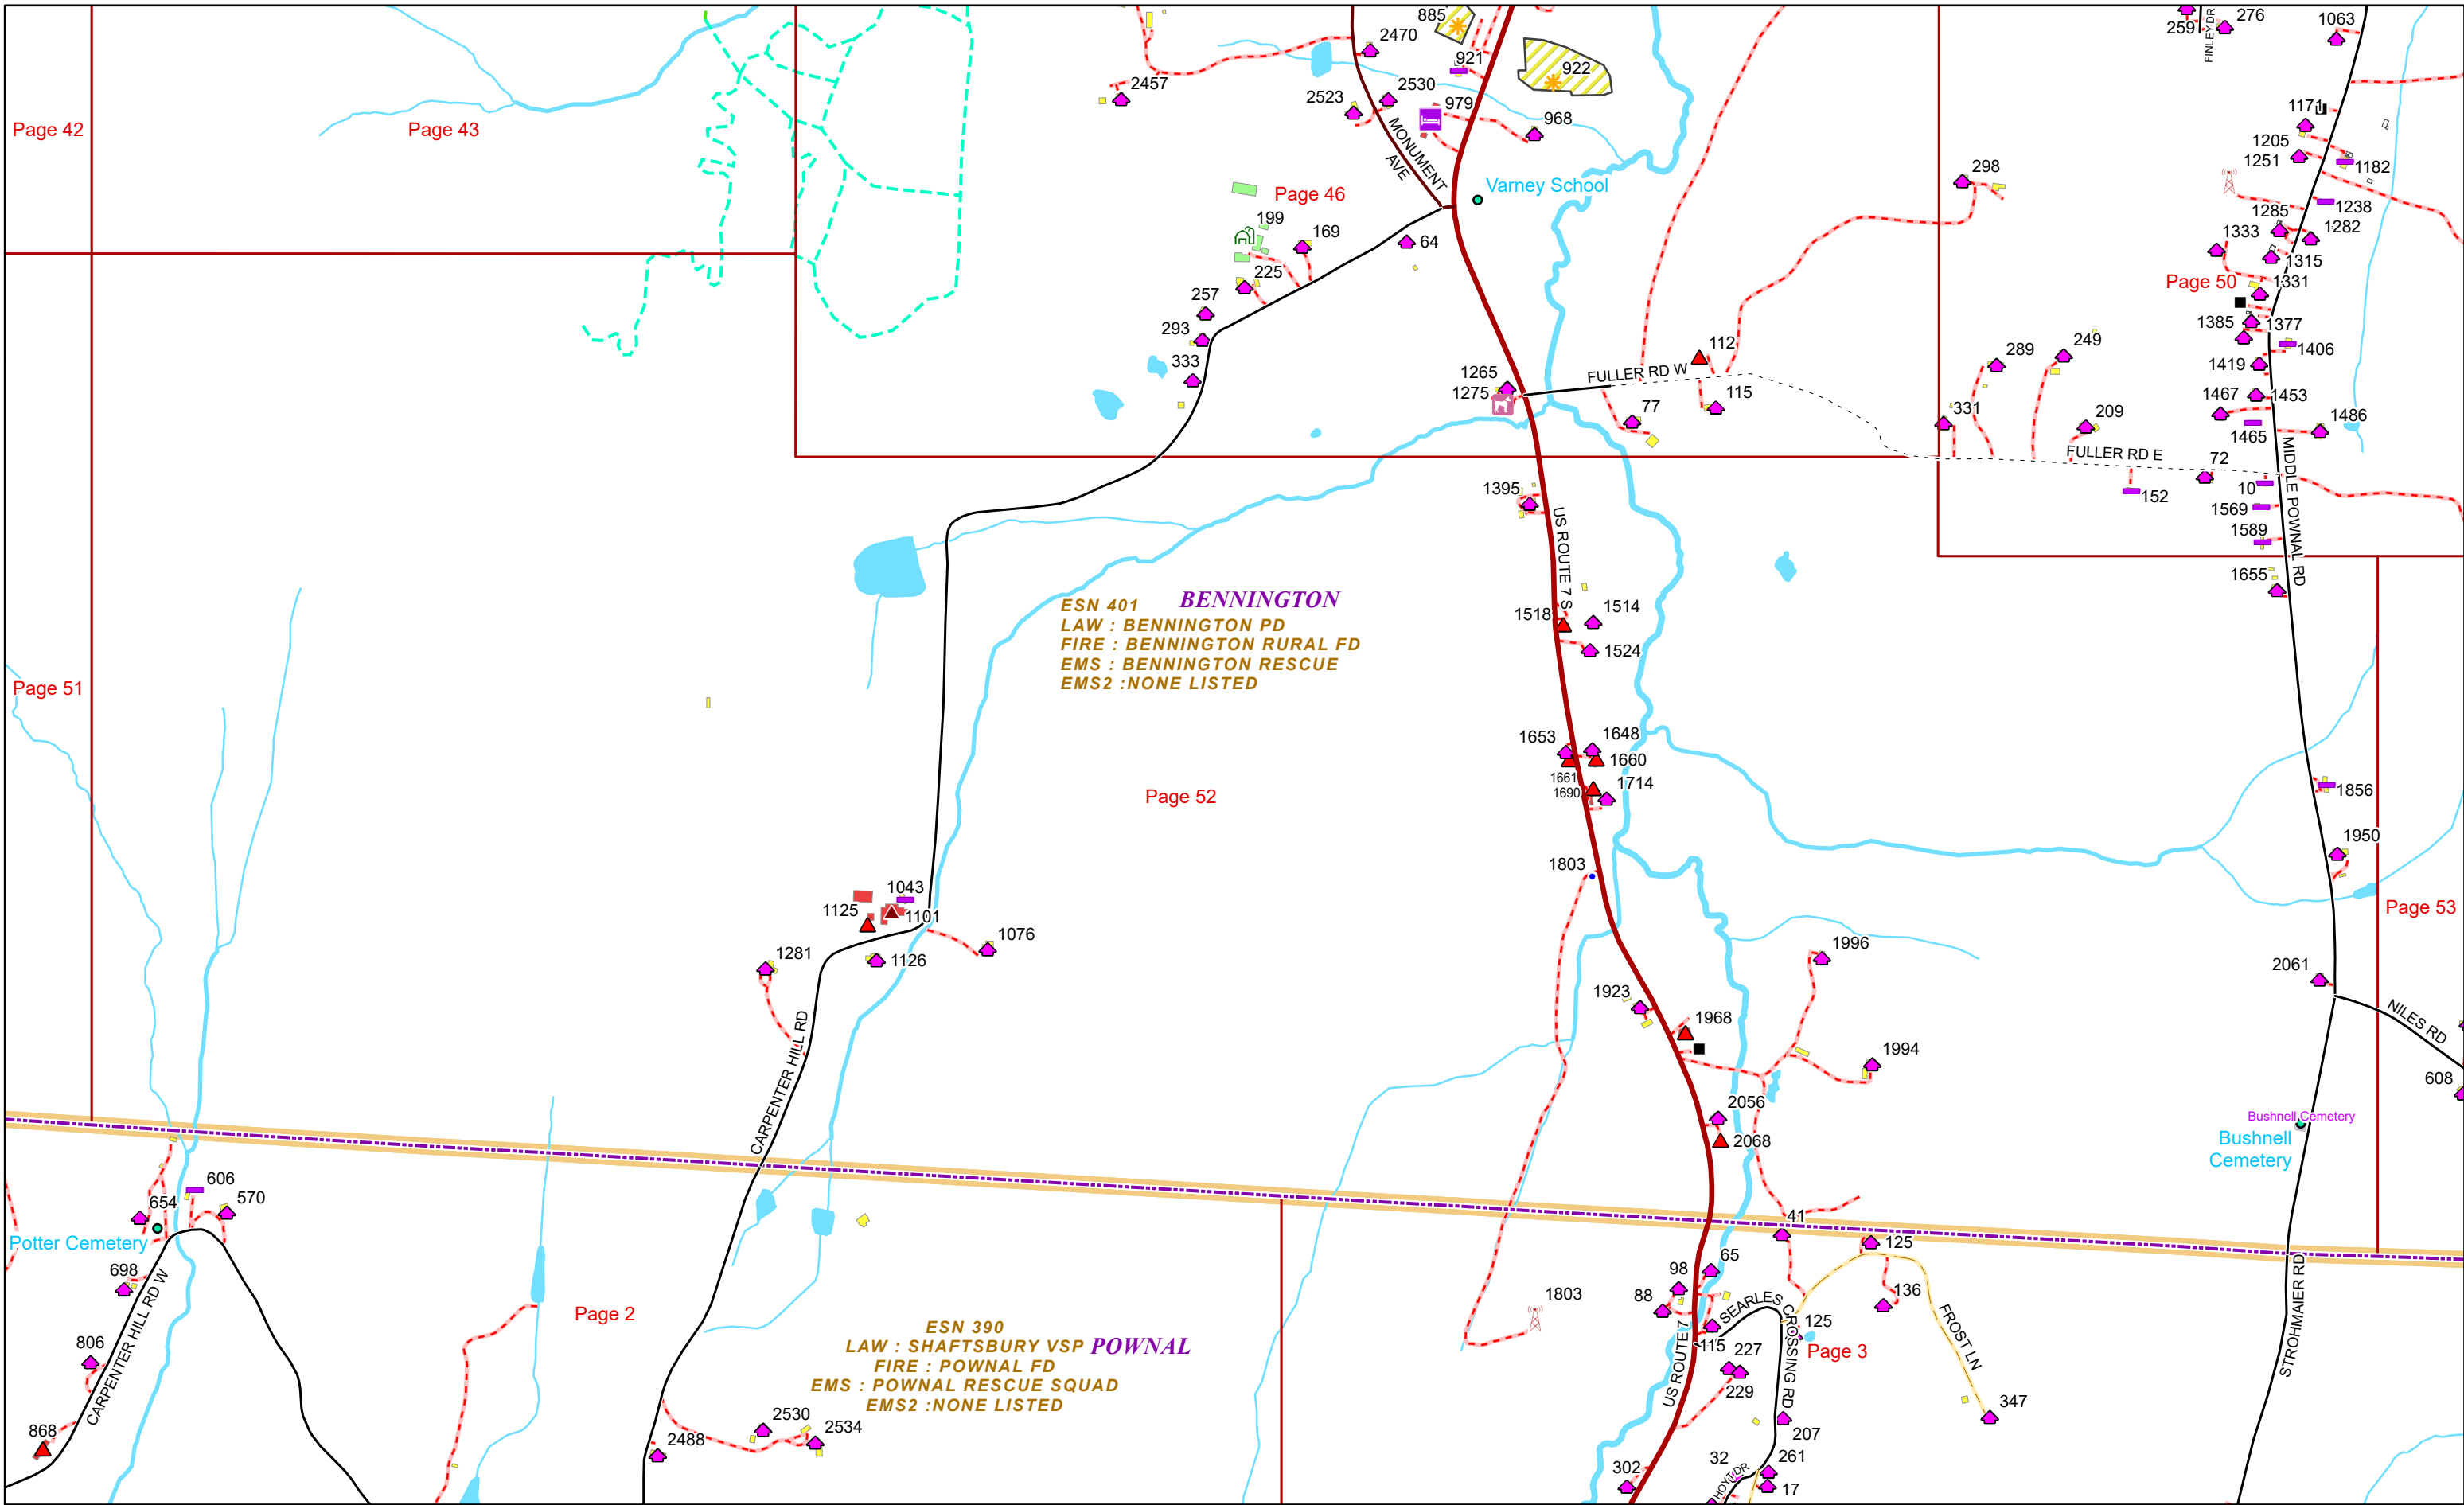 885
2470
921
922
259
FINLEY DR
276
1063
Page 42
Page 43
2457
2523
2530
979
968
MONUMENT
AVE
1171
1205
1251
1182
298
Varney School
Page 46
199
169
64
225
257
293
333
1285
1238
1282
1333
1315
Page 50
1331
1385
1377
1406
1419
1467
1453
1465
1486
112
FULLER RD W
1265
1275
77
115
289
249
331
209
FULLER RD E
72
152
10
1569
1589
1655
MIDDLE POWNAL RD
1395
US ROUTE 7 S
1518
1514
1524
ESN 401
BENNINGTON
LAW : BENNINGTON PD
FIRE : BENNINGTON RURAL FD
EMS : BENNINGTON RESCUE
EMS2 :NONE LISTED
Page 51
Page 52
1653
1648
1660
1661
1690
1714
1803
1856
1950
Page 53
1043
1125
1101
1076
1126
1281
CARPENTER HILL RD
1996
1923
1968
1994
2061
NILES RD
608
2056
2068
Bushnell Cemetery
Bushnell
Cemetery
606
654
570
Potter Cemetery
698
CARPENTER HILL RD W
806
868
Page 2
41
125
65
98
88
136
1803
SEARLES CROSSING RD
125
115
Page 3
FROST LN
227
229
US ROUTE 7
347
207
STROHMAIER RD
ESN 390
LAW : SHAFTSBURY VSP
POWNAL
FIRE : POWNAL FD
EMS : POWNAL RESCUE SQUAD
EMS2 :NONE LISTED
2530
2534
2488
302
32
HOYT DR
261
17